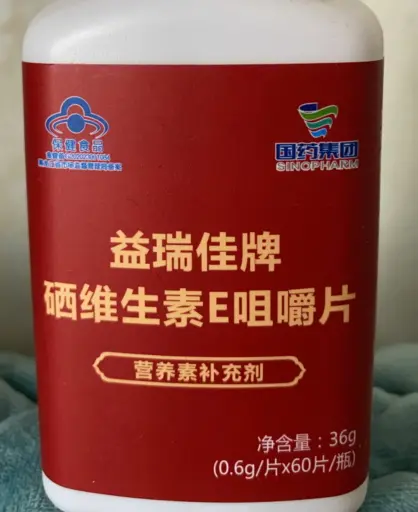 保健食品
国药集团
SINOPHARM
益瑞佳牌
硒维生素E咀嚼片
营养素补充剂
净含量：36g
(0.6g/片x60片/瓶)